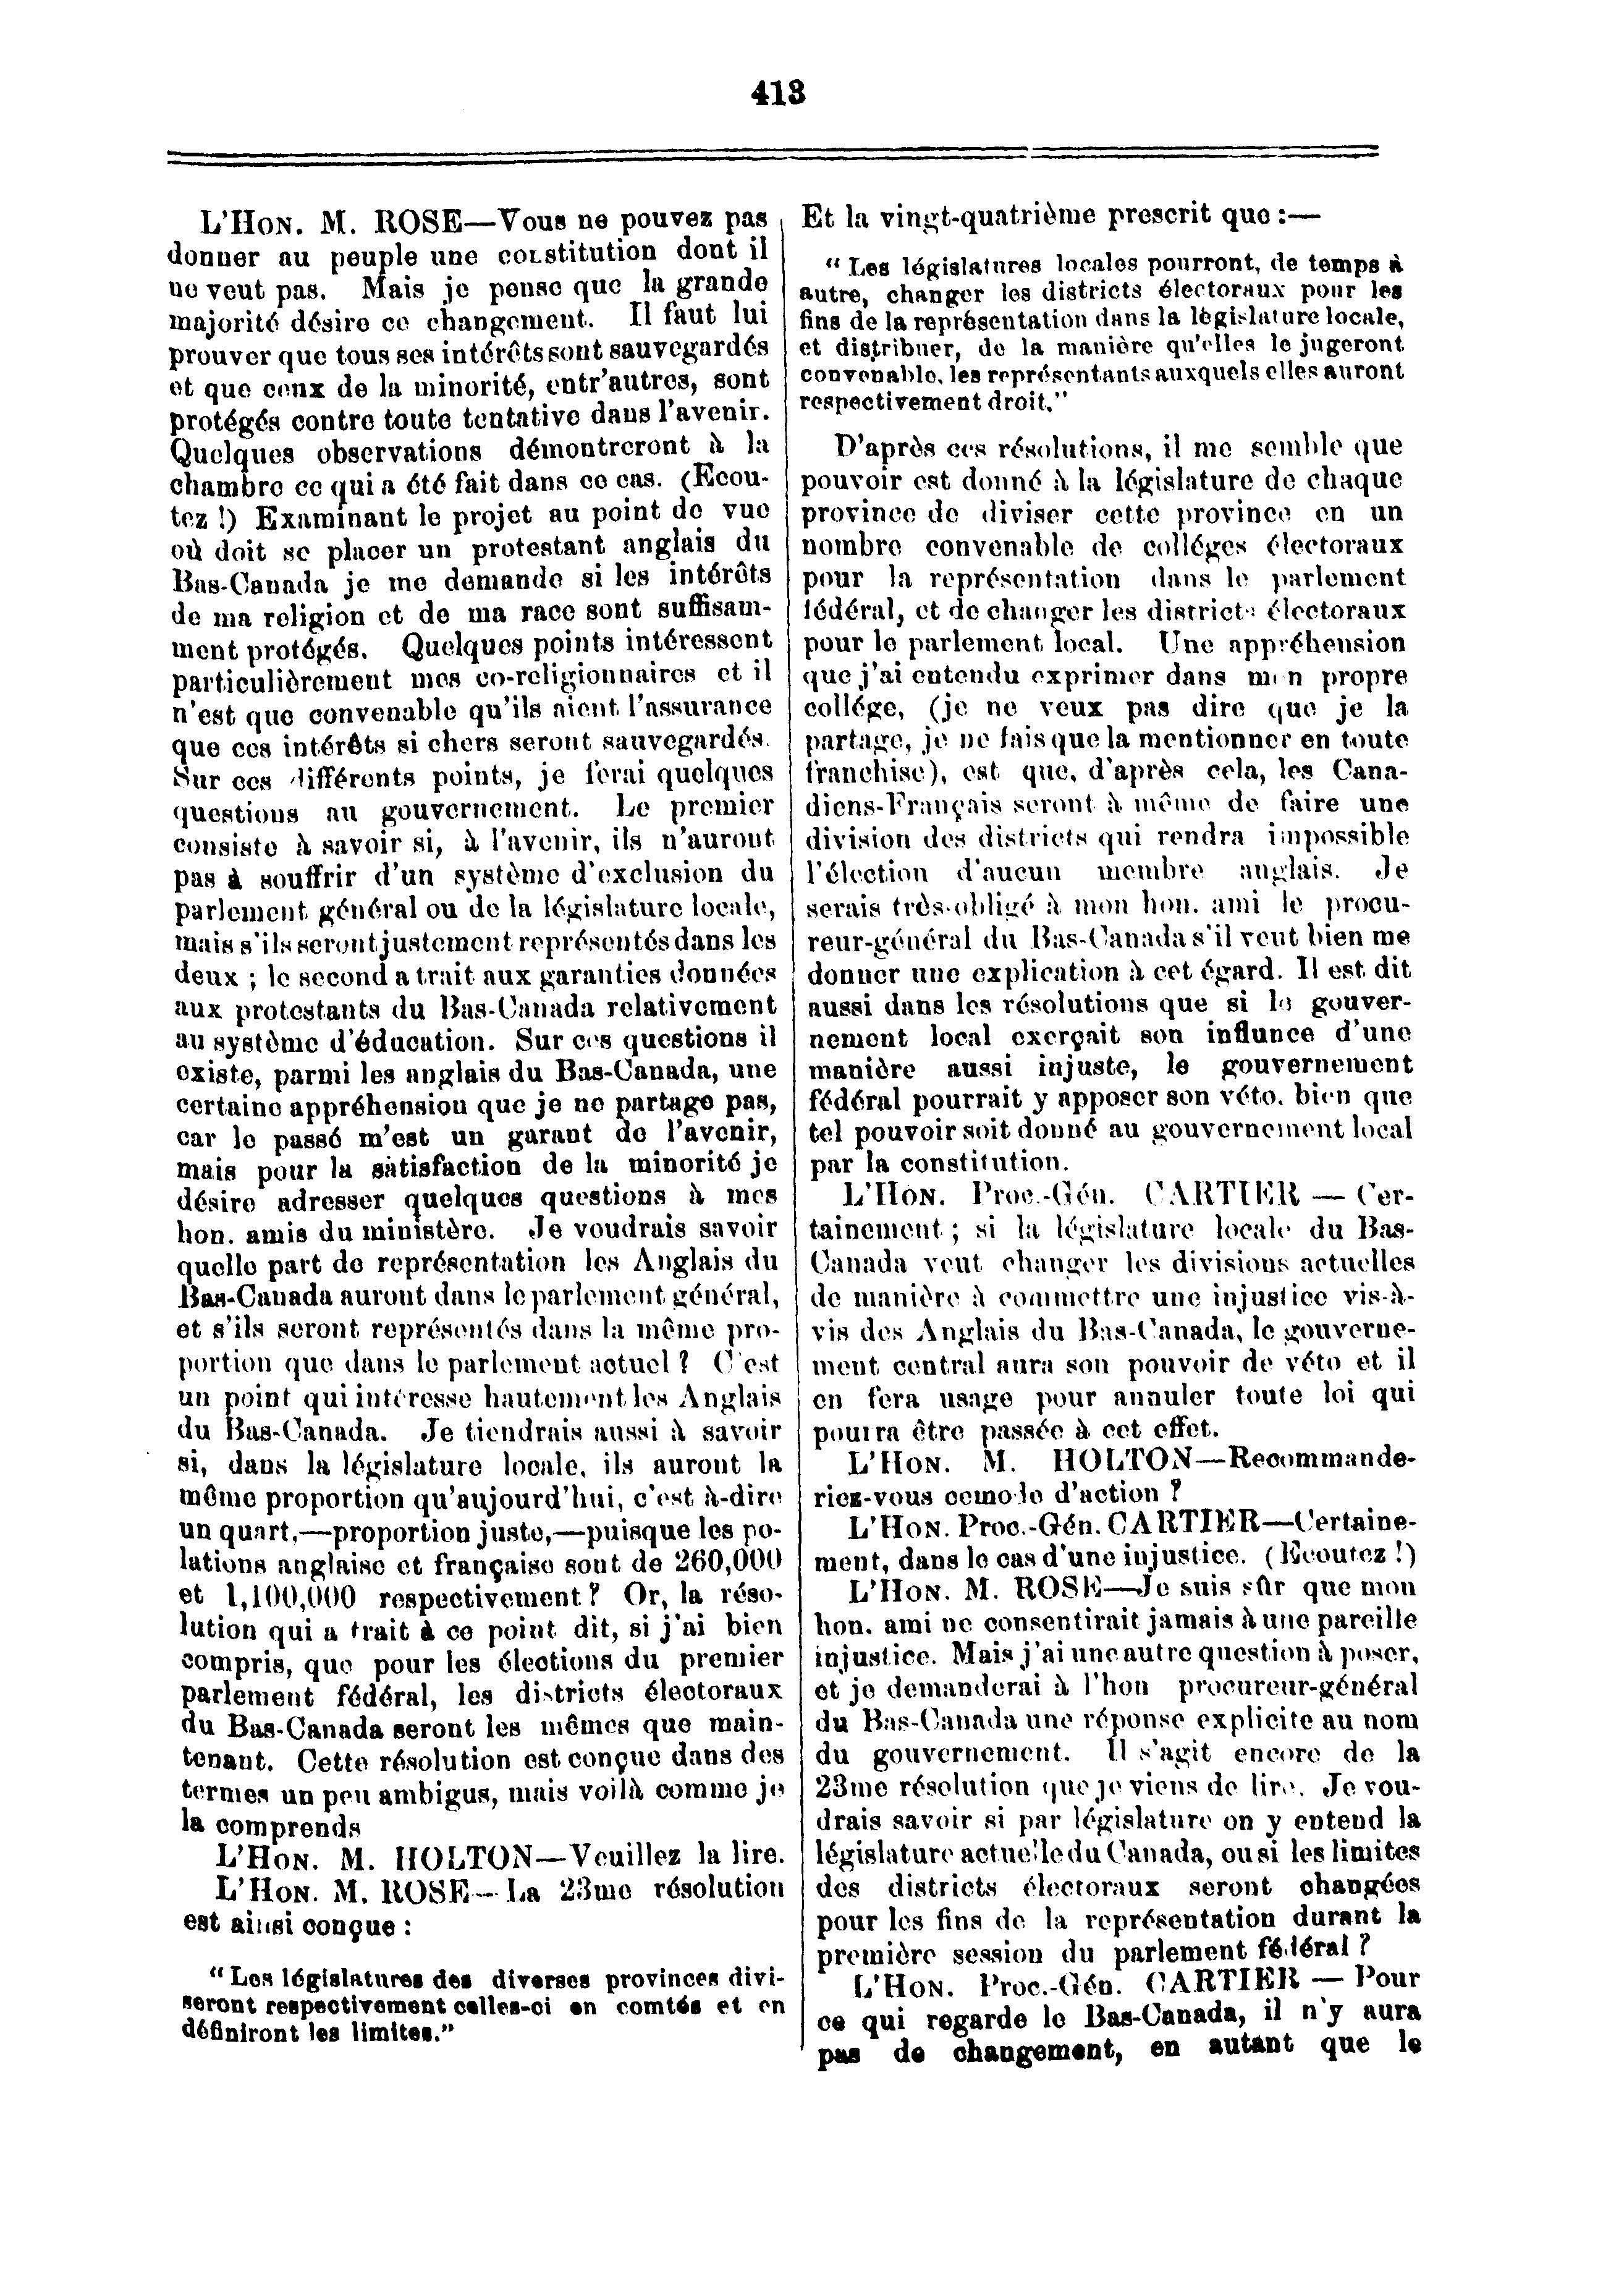 413
L'HON. M. ROSE—Vous ne pouvez pas
donner au peuple une constitution dont il
ne veut pas. Mais je pense que la grande
majorité désire ce changement. Il faut lui
prouver que tous ses intérêts sont sauvegardés
et que ceux de la minorité, entr'autres, sont
protégés contre toute tentative dans l'avenir.
Quelques observations démontreront à la
chambre ce qui a été fait dans ce cas. (Ecou-
tez !) Examinant le projet au point de vue
où doit se placer un protestant anglais du
Bas-Canada je me demande si les intérêts
de ma religion et de ma race sont suffisam-
ment protégés. Quelques points intéressent
particulièrement mes co-religionnaires et il
n'est que convenable qu'ils aient l'assurance
que ces intérêts si chers seront sauvegardés.
Sur ces différents points, je ferai quelques
questions au gouvernement. Le premier
consiste à savoir si, à l'avenir, ils n'auront
pas à souffrir d'un système d'exclusion du
parlement général ou de la législature locale,
mais s'ils seront justement représentés dans les
deux ; le second a trait aux garanties données
aux protestants du Bas-Canada relativement
au système d'éducation. Sur ces questions il
existe, parmi les anglais du Bas-Canada, une
certaine appréhension que je ne partage pas,
car le passé m'est un garant de l'avenir,
mais pour la satisfaction de la minorité je
désire adresser quelques questions à mes
hon. amis du ministère. Je voudrais savoir
quelle part de représentation les Anglais du
Bas-Canada auront dans le parlement général,
et s'ils seront représentés dans la même pro-
portion que dans le parlement actuel ? C'est
un point qui intéresse hautement les Anglais
du Bas-Canada. Je tiendrais aussi à savoir
si, dans la législature locale, ils auront la
même proportion qu'aujourd'hui, c'est à-dire
un quart,—proportion juste,—puisque les po-
lations anglaise et française sont de 260,000
et 1,100,000 respectivement ? Or, la réso-
lution qui a trait à ce point dit, si j'ai bien
compris, que pour les élections du premier
parlement fédéral, les districts électoraux
du Bas-Canada seront les mêmes que main-
tenant. Cette résolution est conçue dans des
termes un peu ambigus, mais voilà comme je
la comprends
L'HON. M. HOLTON—Veuillez la lire.
L'HON. M. ROSE—La 23me résolution
est ainsi conçue :
“ Les législatures des diverses provinces divi-
seront respectivement celles-ci en comtés et en
définiront les limites.”
Et la vingt-quatrième prescrit que :—
“ Les législatures locales pourront, de temps à
autre, changer les districts électoraux pour les
fins de la représentation dans la législature locale,
et distribuer, de la manière qu'elles le jugeront
convenable, les représentants auxquels elles auront
respectivement droit.”
D'après ces résolutions, il me semble que
pouvoir est donné à la législature de chaque
province de diviser cette province en un
nombre convenable de colléges électoraux
pour la représentation dans le parlement
fédéral, et de changer les districts électoraux
pour le parlement local. Une appréhension
que j'ai entendu exprimer dans mon propre
collége, (je ne veux pas dire que je la
partage, je ne fais que la mentionner en toute
franchise), est que, d'après cela, les Cana-
diens-Français seront à même de faire une
division des districts qui rendra impossible
l'élection d'aucun membre anglais. Je
serais très-obligé à mon hon. ami le procu-
reur-général du Bas-Canada s'il veut bien me
donner une explication à cet égard. Il est dit
aussi dans les résolutions que si le gouver-
nement local exerçait son influnce d'une
manière aussi injuste, le gouvernement
fédéral pourrait y apposer son véto, bien que
tel pouvoir soit donné au gouvernement local
par la constitution.
L'HON. Proc.-Gén. CARTIER — Cer-
tainement ; si la législature locale du Bas-
Canada veut changer les divisions actuelles
de manière à commettre une injustice vis-à-
vis des Anglais du Bas-Canada, le gouverne-
ment central aura son pouvoir de véto et il
en fera usage pour annuler toute loi qui
pourra être passée à cet effet.
L'HON. M. HOLTON—Recommande-
riez-vous ce mode d'action ?
L'HON. Proc.-Gén. CARTIER—Certaine-
ment, dans le cas d'une injustice. (Ecoutez !)
L'HON. M. ROSE—Je suis sûr que mon
hon. ami ne consentirait jamais à une pareille
injustice. Mais j'ai une autre question à poser,
et je demanderai à l'hon procureur-général
du Bas-Canada une réponse explicite au nom
du gouvernement. Il s'agit encore de la
23me résolution que je viens de lire. Je vou-
drais savoir si par législature on y entend la
législature actuelle du Canada, ou si les limites
des districts électoraux seront changées
pour les fins de la représentation durant la
première session du parlement fédéral ?
L'HON. Proc.-Gén. CARTIER — Pour
ce qui regarde le Bas-Canada, il n'y aura
pas de changement, en autant que le